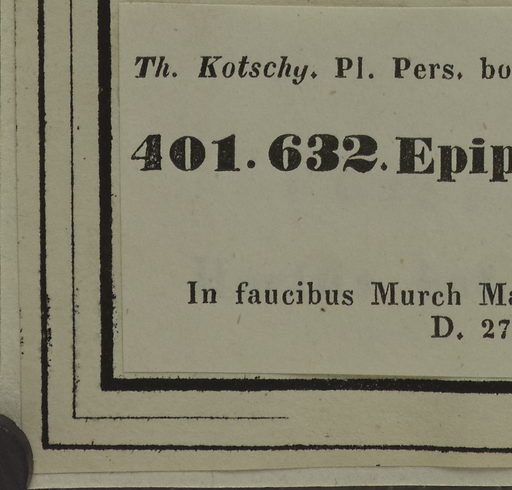 Th. Kotschy. Pl. Pers. bo
401. 632. Epip
In faucibus Murch Ma
D. 27